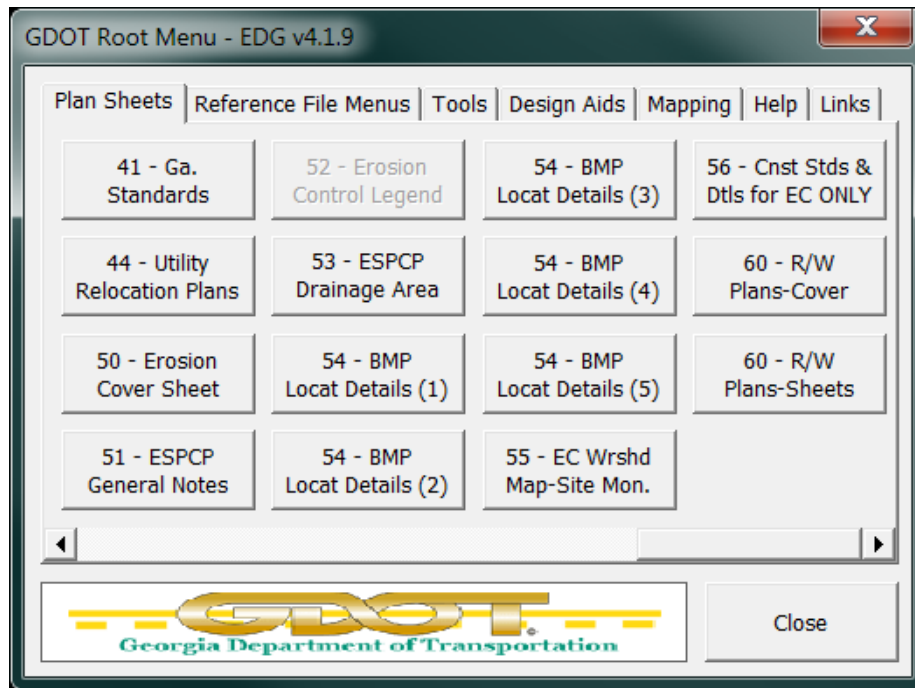 GDOT Root Menu - EDG v4.1.9
X
Plan Sheets Reference File Menus Tools Design Aids Mapping Help Links
41 - Ga.
Standards
52 - Erosion
Control Legend
54 - BMP
Locat Details (3)
56 - Cnst Stds &
Dtls for EC ONLY
44 - Utility
Relocation Plans
53 - ESPCP
Drainage Area
54 - BMP
Locat Details (4)
60 - R/W
Plans-Cover
50 - Erosion
Cover Sheet
54 - BMP
Locat Details (1)
54 - BMP
Locat Details (5)
60 - R/W
Plans-Sheets
51 - ESPCP
General Notes
54 - BMP
Locat Details (2)
55 - EC Wrshd
Map-Site Mon.
GDOT
Georgia Department of Transportation
Close